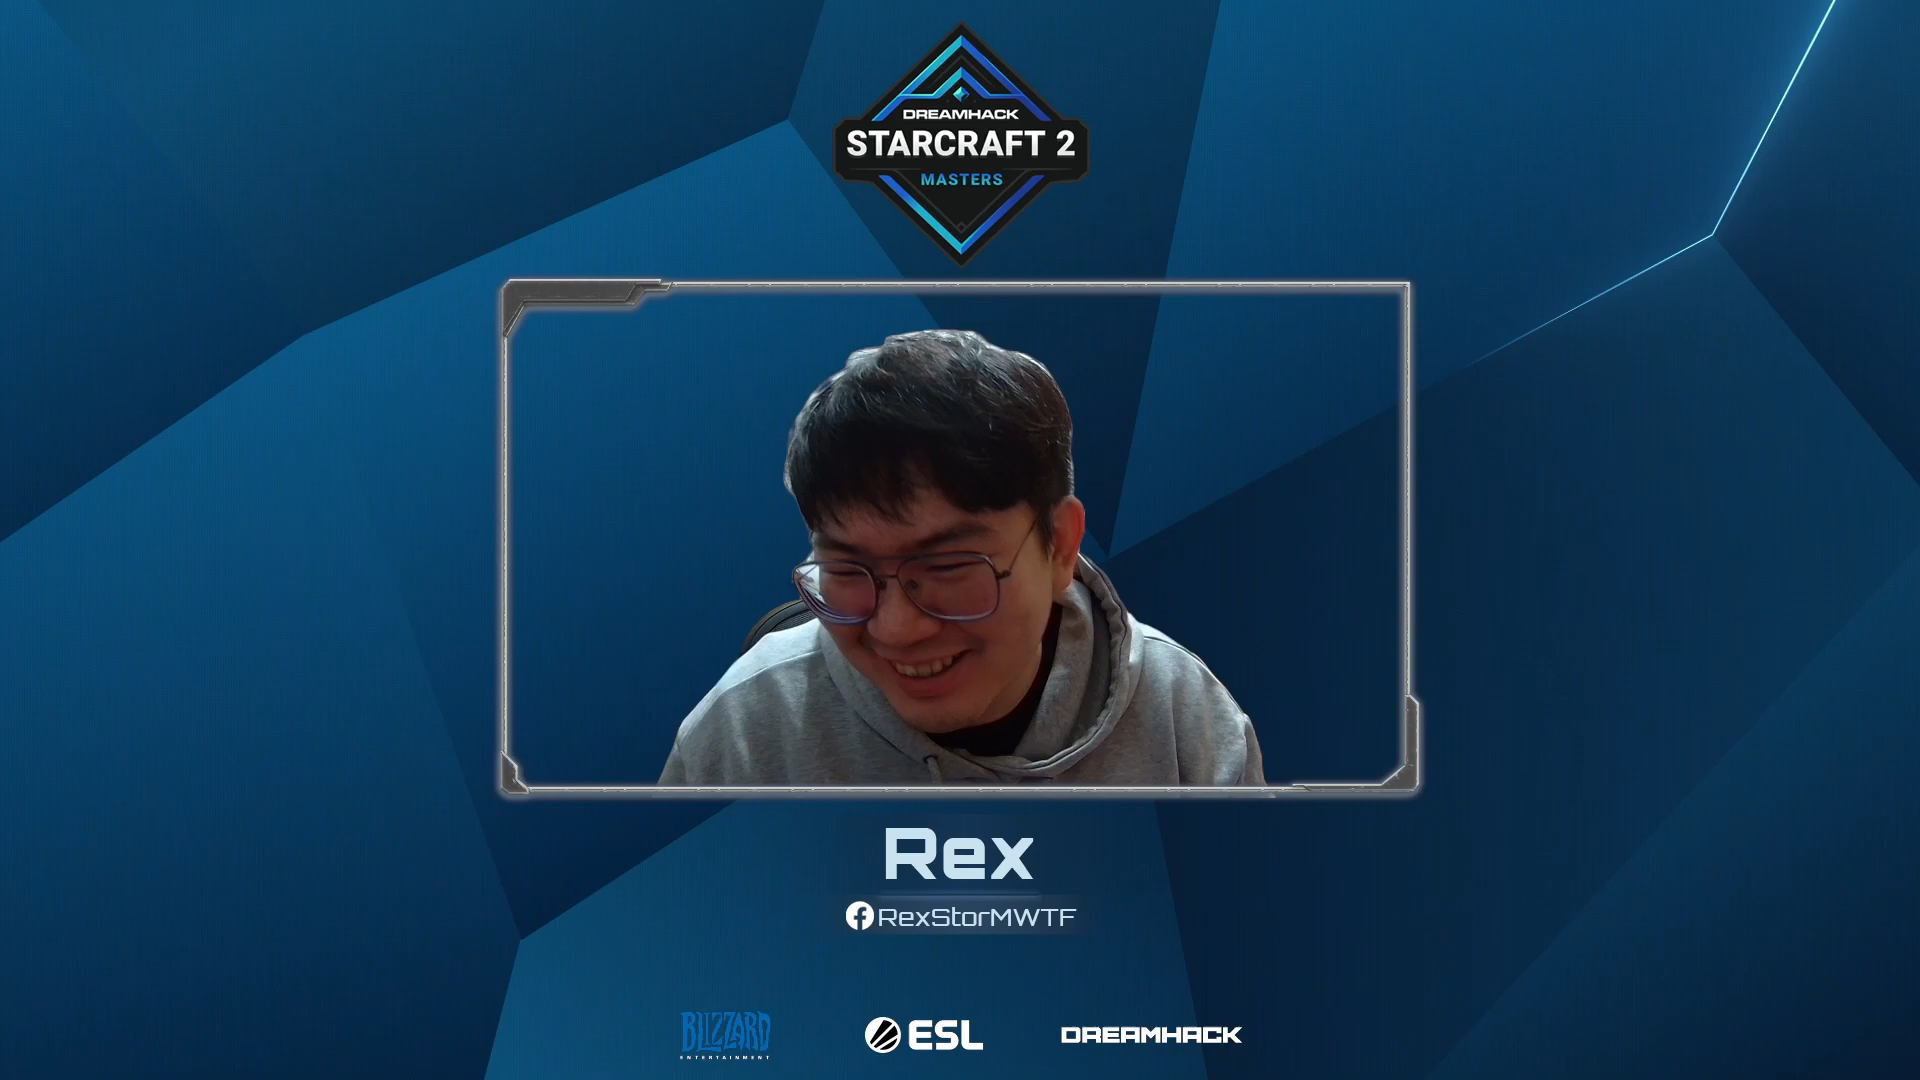 DREAMHACK
STARCRAFT 2
MASTERS
Rex
RexStorMWTF
BLIZZARD
ENTERTAINMENT
ESL
DREAMHACK